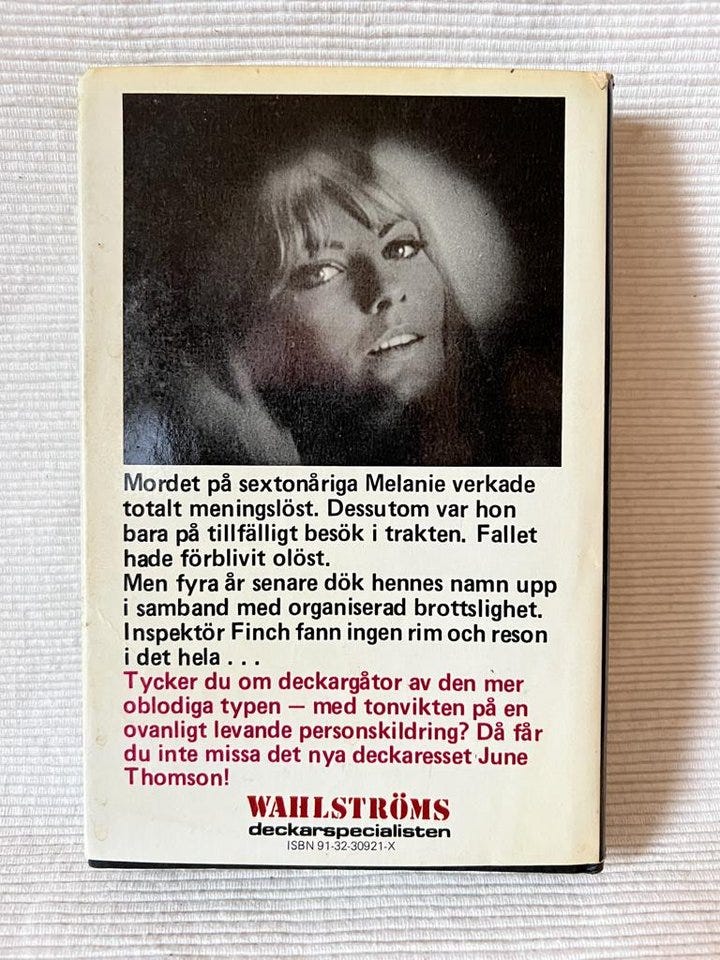 Mordet på sextonåriga Melanie verkade
totalt meningslöst. Dessutom var hon
bara på tillfälligt besök i trakten. Fallet
hade förblivit olöst.
Men fyra år senare dök hennes namn upp
i samband med organiserad brottslighet.
Inspektör Finch fann ingen rim och reson
i det hela . . .
Tycker du om deckargåtor av den mer
oblodiga typen — med tonvikten på en
ovanligt levande personskildring? Då får
du inte missa det nya deckaresset June
Thomson!
WAHLSTRÖMS
deckarspecialisten
ISBN 91-32-30921-X